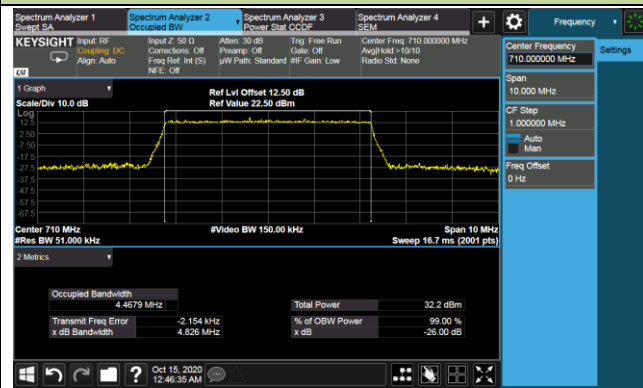 Spectrum Analyzer 1
Swept SA
Spectrum Analyzer 2
Occupied BW
Spectrum Analyzer 3
Power Stat CCDF
Spectrum Analyzer 4
SEM
+
Frequency
KEYSIGHT
Input: RF
Coupling: DC
Align: Auto
Input Z: 50 Ω
Corrections: Off
Freq Ref: Int (S)
NFE: Off
Atten: 30 dB
Preamp: Off
µW Path: Standard
Trig: Free Run
Gate: Off
#IF Gain: Low
Center Freq: 710.000000 MHz
Avg|Hold:>10/10
Radio Std: None
LXI
Center Frequency
710.000000 MHz
Settings
Span
10.000 MHz
CF Step
1.000000 MHz
Auto
Man
Freq Offset
0 Hz
1 Graph
Scale/Div 10.0 dB
Ref Lvl Offset 12.50 dB
Ref Value 22.50 dBm
Log
12.5
2.50
-7.50
-17.5
-27.5
-37.5
-47.5
-57.5
-67.5
Center 710 MHz
#Res BW 51.000 kHz
#Video BW 150.00 kHz
Span 10 MHz
Sweep 16.7 ms (2001 pts)
2 Metrics
Occupied Bandwidth
4.4679 MHz
Total Power
32.2 dBm
Transmit Freq Error
-2.154 kHz
% of OBW Power
99.00 %
x dB Bandwidth
4.826 MHz
x dB
-26.00 dB
?
Oct 15, 2020
12:46:35 AM